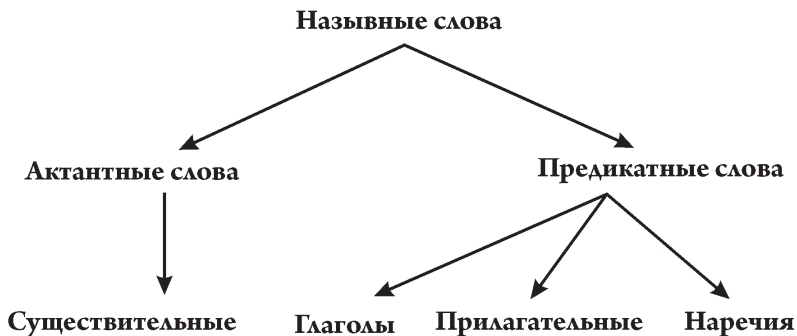 Назывные слова
Актантные слова
Предикатные слова
Существительные
Глаголы
Прилагательные
Наречия